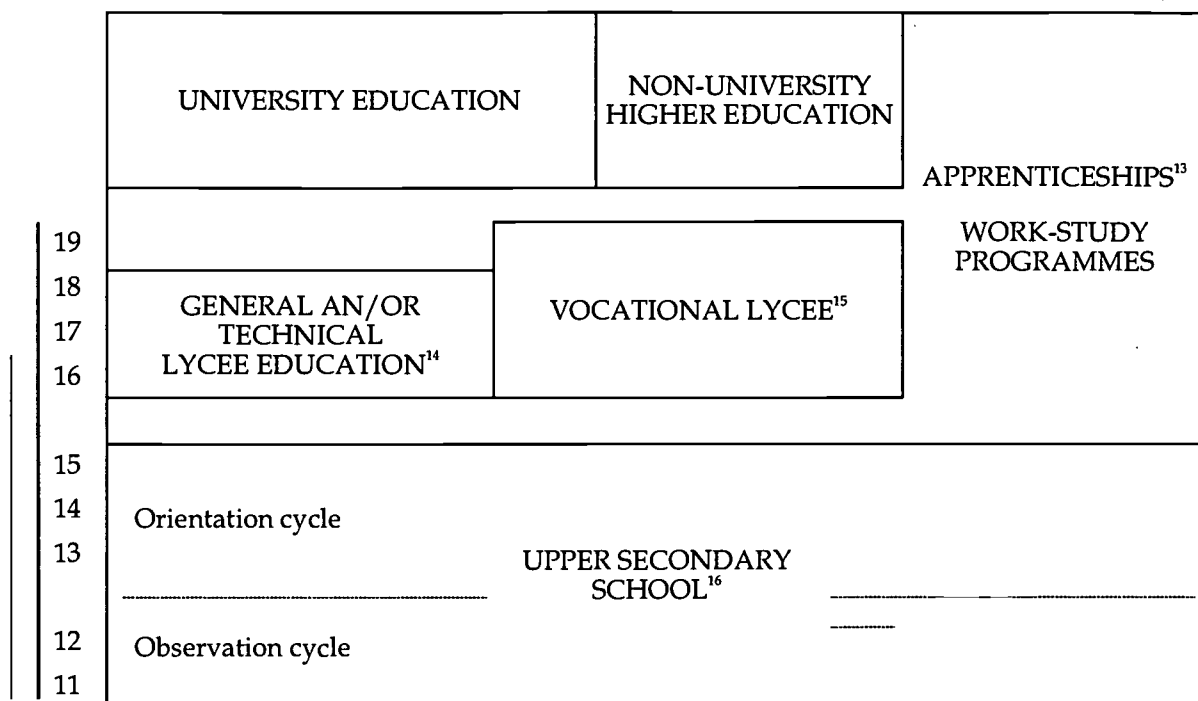 UNIVERSITY EDUCATION
NON-UNIVERSITY
HIGHER EDUCATION
APPRENTICESHIPS¹³
WORK-STUDY
PROGRAMMES
19
18
17
16
GENERAL AN/OR
TECHNICAL
LYCEE EDUCATION¹⁴
VOCATIONAL LYCEE¹⁵
15
14
13
Orientation cycle
UPPER SECONDARY
SCHOOL¹⁶
12
11
Observation cycle